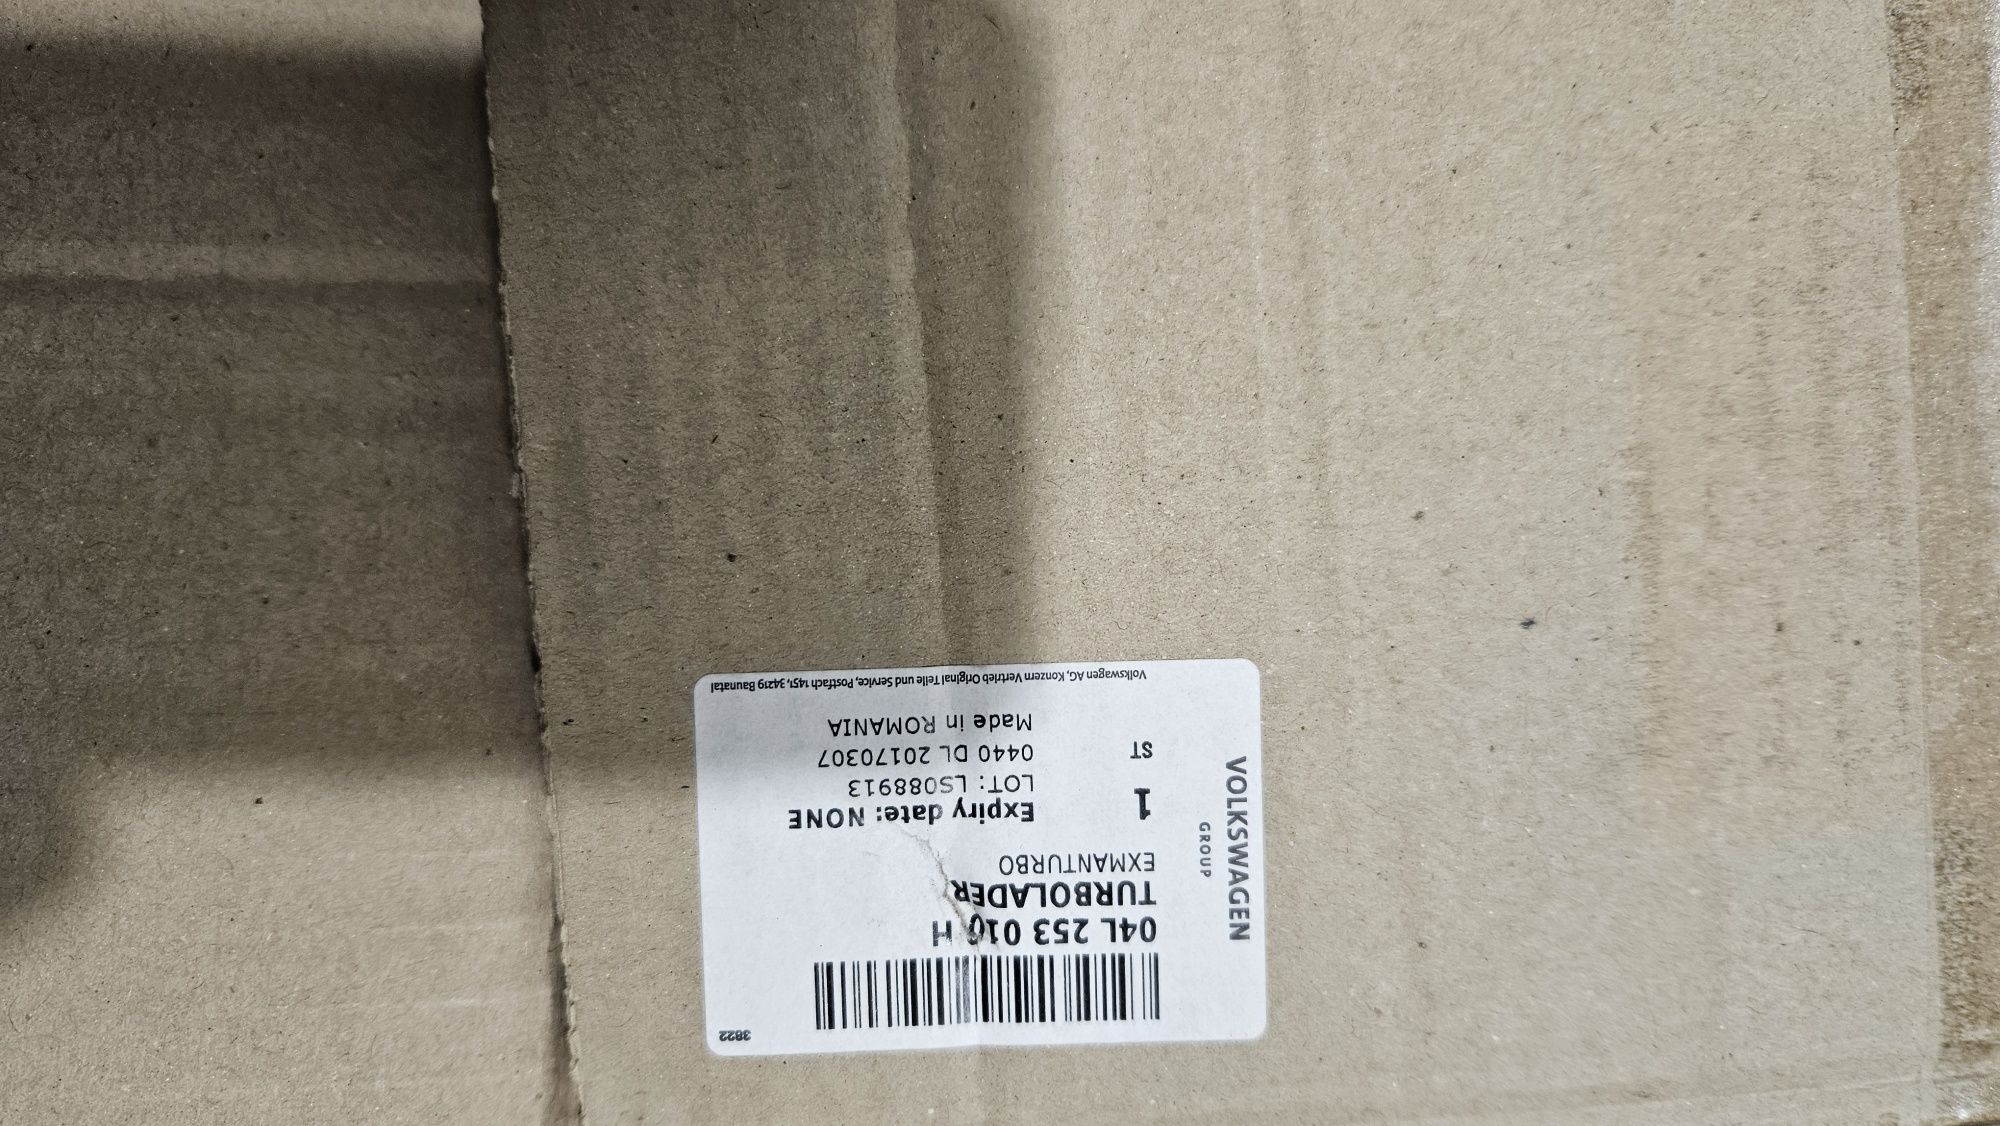 VOLKSWAGEN
GROUP
3822
04L 253 010 H
TURBOLADER
EXMANTURBO
1 Expiry date: NONE
LOT: LS088913
ST 0440 DL 20170307
Made in ROMANIA
Volkswagen AG, Konzern Vertrieb Original Teile und Service, Postfach 1451, 34219 Baunatal